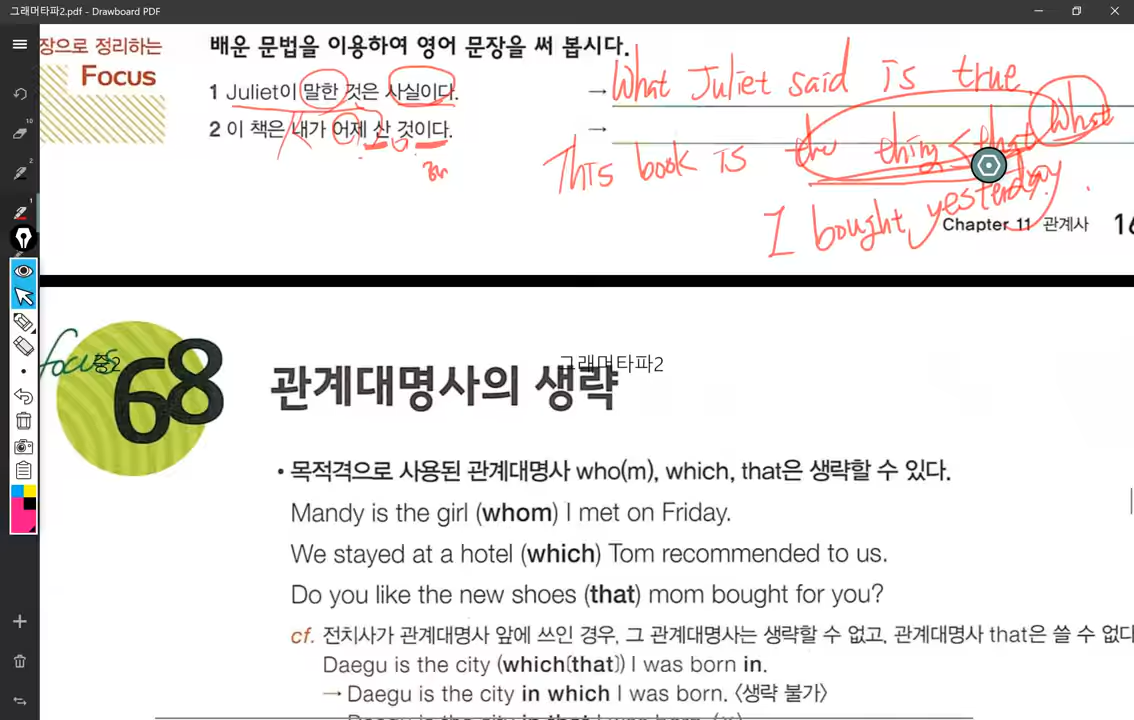 그래머타파2.pdf - Drawboard PDF
장으로 정리하는
Focus
배운 문법을 이용하여 영어 문장을 써 봅시다.
1 Juliet이 말한 것은 사실이다.
→ What Juliet said is true.
2 이 책은 내가 어제 산 것이다.
→ This book is the thing that What
I bought yesterday.
Chapter 11 관계사 16
focus
중2
68
그래머타파2
관계대명사의 생략
• 목적격으로 사용된 관계대명사 who(m), which, that은 생략할 수 있다.
Mandy is the girl (whom) I met on Friday.
We stayed at a hotel (which) Tom recommended to us.
Do you like the new shoes (that) mom bought for you?
cf. 전치사가 관계대명사 앞에 쓰인 경우, 그 관계대명사는 생략할 수 없고, 관계대명사 that은 쓸 수 없다
Daegu is the city (which(that)) I was born in.
→ Daegu is the city in which I was born. 〈생략 불가〉